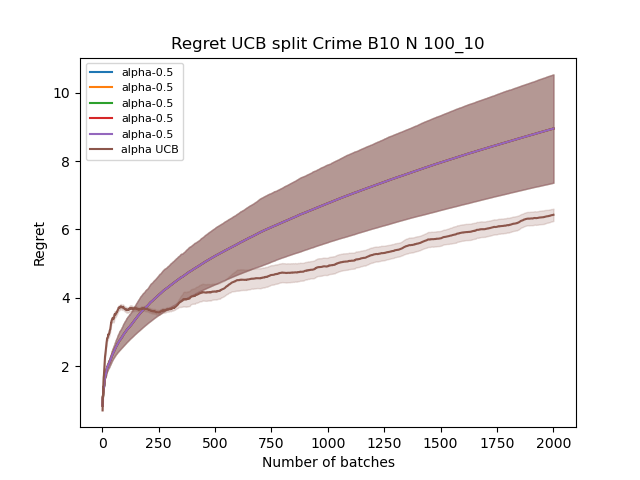 Regret UCB split Crime B10 N 100_10
alpha-0.5
alpha-0.5
alpha-0.5
alpha-0.5
alpha-0.5
alpha UCB
10
8
6
4
2
Regret
0 250 500 750 1000 1250 1500 1750 2000
Number of batches